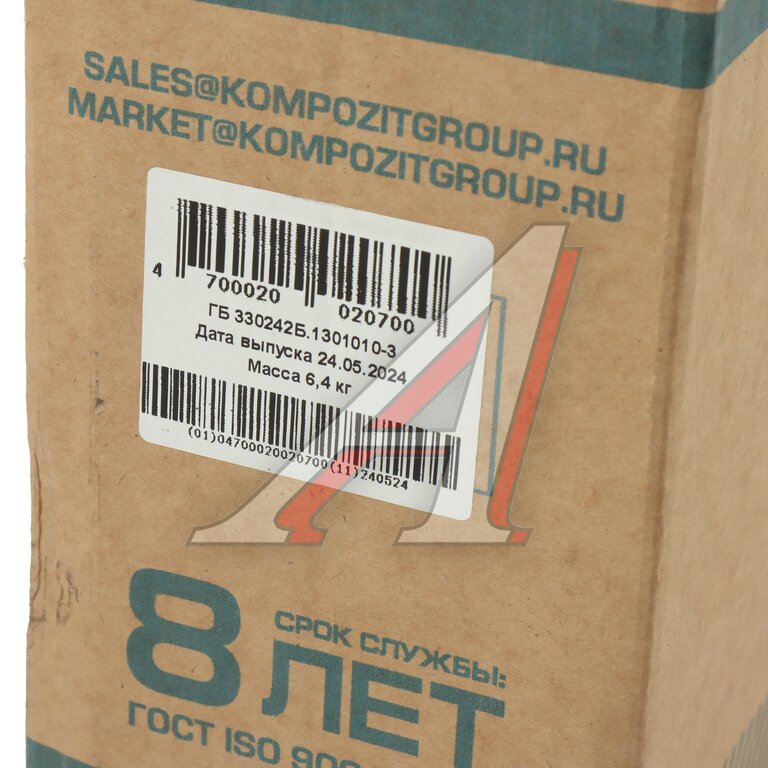 SALES@KOMPOZITGROUP.RU
MARKET@KOMPOZITGROUP.RU
4 700020 020700
ГБ 330242Б.1301010-3
Дата выпуска 24.05.2024
Масса 6,4 кг
(01)04700020020700(11)240524
8 ЛЕТ
СРОК СЛУЖБЫ:
ГОСТ ISO